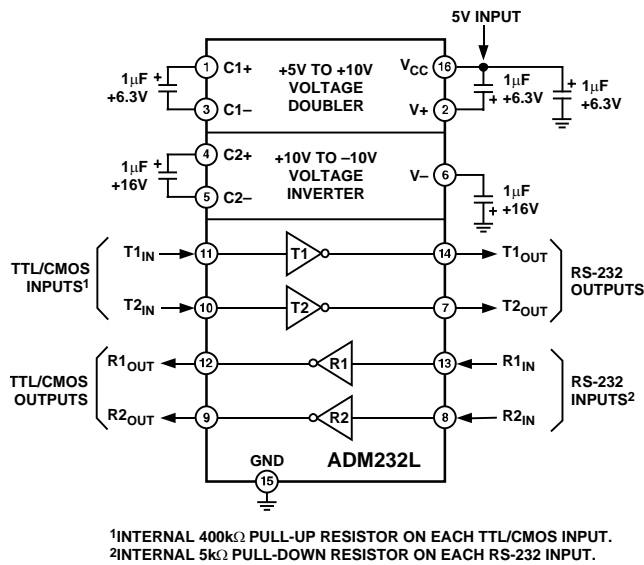 5V INPUT
1μF
+6.3V
+
1
C1+
3
C1–
+5V TO +10V
VOLTAGE
DOUBLER
VCC
16
V+
2
1μF
+6.3V
+
1μF
+6.3V
+
1μF
+16V
+
4
C2+
5
C2–
+10V TO –10V
VOLTAGE
INVERTER
V–
6
1μF
+16V
+
TTL/CMOS
INPUTS¹
T1IN
11
T1
14
T1OUT
T2IN
10
T2
7
T2OUT
RS-232
OUTPUTS
TTL/CMOS
OUTPUTS
R1OUT
12
R1
13
R1IN
R2OUT
9
R2
8
R2IN
RS-232
INPUTS²
GND
15
ADM232L
¹INTERNAL 400kΩ PULL-UP RESISTOR ON EACH TTL/CMOS INPUT.
²INTERNAL 5kΩ PULL-DOWN RESISTOR ON EACH RS-232 INPUT.